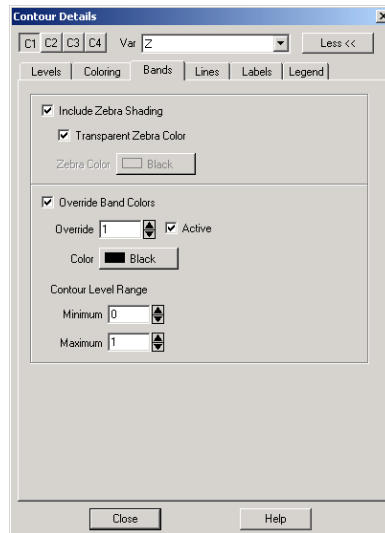 Contour Details
C1 C2 C3 C4 Var Z Less <<
Levels Coloring Bands Lines Labels Legend
Include Zebra Shading
Transparent Zebra Color
Zebra Color Black
Override Band Colors
Override 1 Active
Color Black
Contour Level Range
Minimum 0
Maximum 1
Close Help